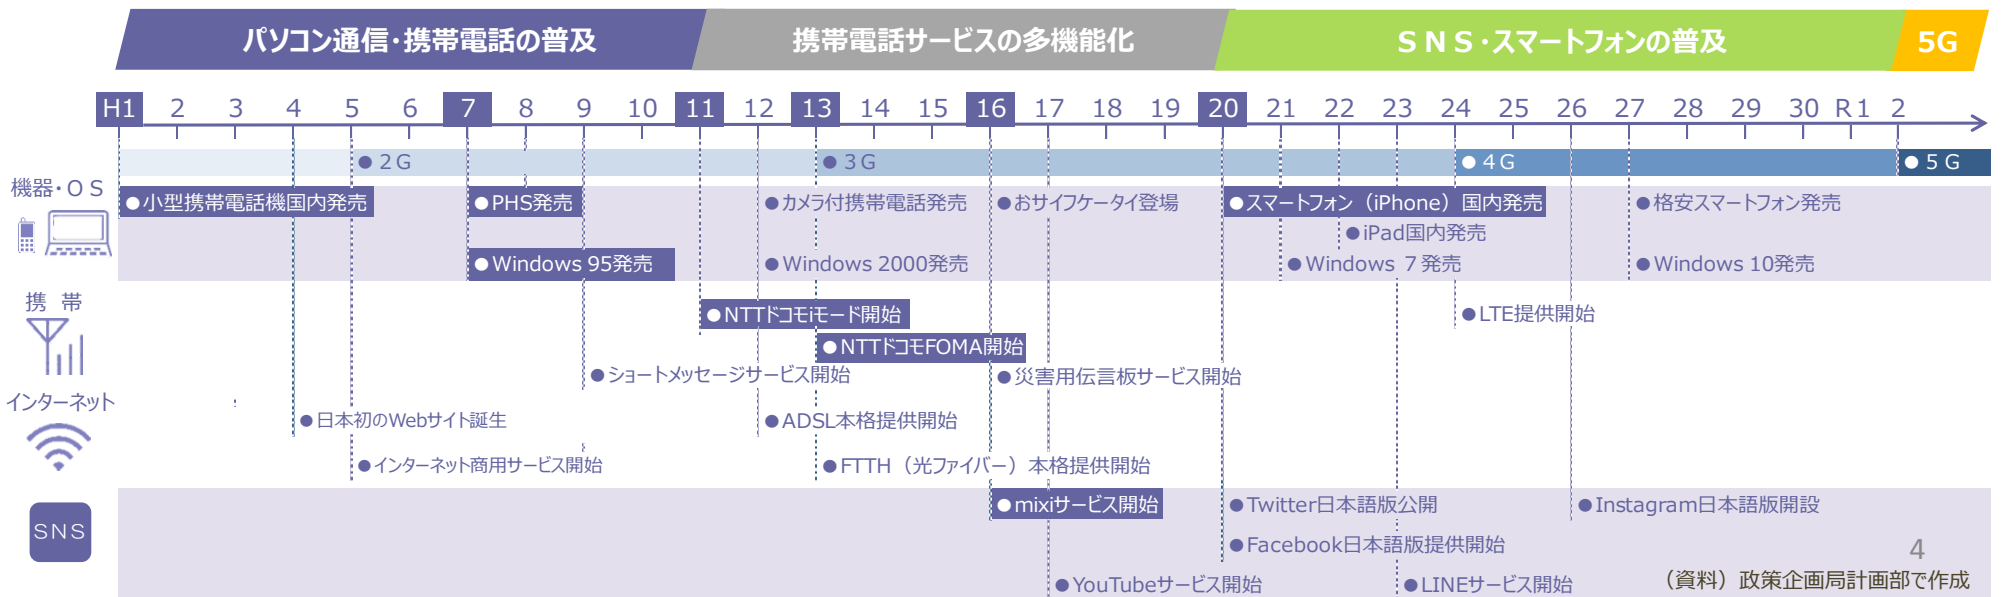 パソコン通信・携帯電話の普及 携帯電話サービスの多機能化 ＳＮＳ・スマートフォンの普及 5G
H1 2 3 4 5 6 7 8 9 10 11 12 13 14 15 16 17 18 19 20 21 22 23 24 25 26 27 28 29 30 R1 2
●2G ●3G ●4G ●5G
機器・ＯＳ
●小型携帯電話機国内発売 ●PHS発売 ●カメラ付携帯電話発売 ●おサイフケータイ登場 ●スマートフォン（iPhone）国内発売 ●格安スマートフォン発売
●iPad国内発売
●Windows 95発売 ●Windows 2000発売 ●Windows 7発売 ●Windows 10発売
携 帯
●NTTドコモiモード開始 ●LTE提供開始
●NTTドコモFOMA開始
●ショートメッセージサービス開始 ●災害用伝言板サービス開始
インターネット
●日本初のWebサイト誕生 ●ADSL本格提供開始
●インターネット商用サービス開始 ●FTTH（光ファイバー）本格提供開始
SNS
●mixiサービス開始 ●Twitter日本語版公開 ●Instagram日本語版開設
●Facebook日本語版提供開始
4
●YouTubeサービス開始 ●LINEサービス開始
（資料）政策企画局計画部で作成